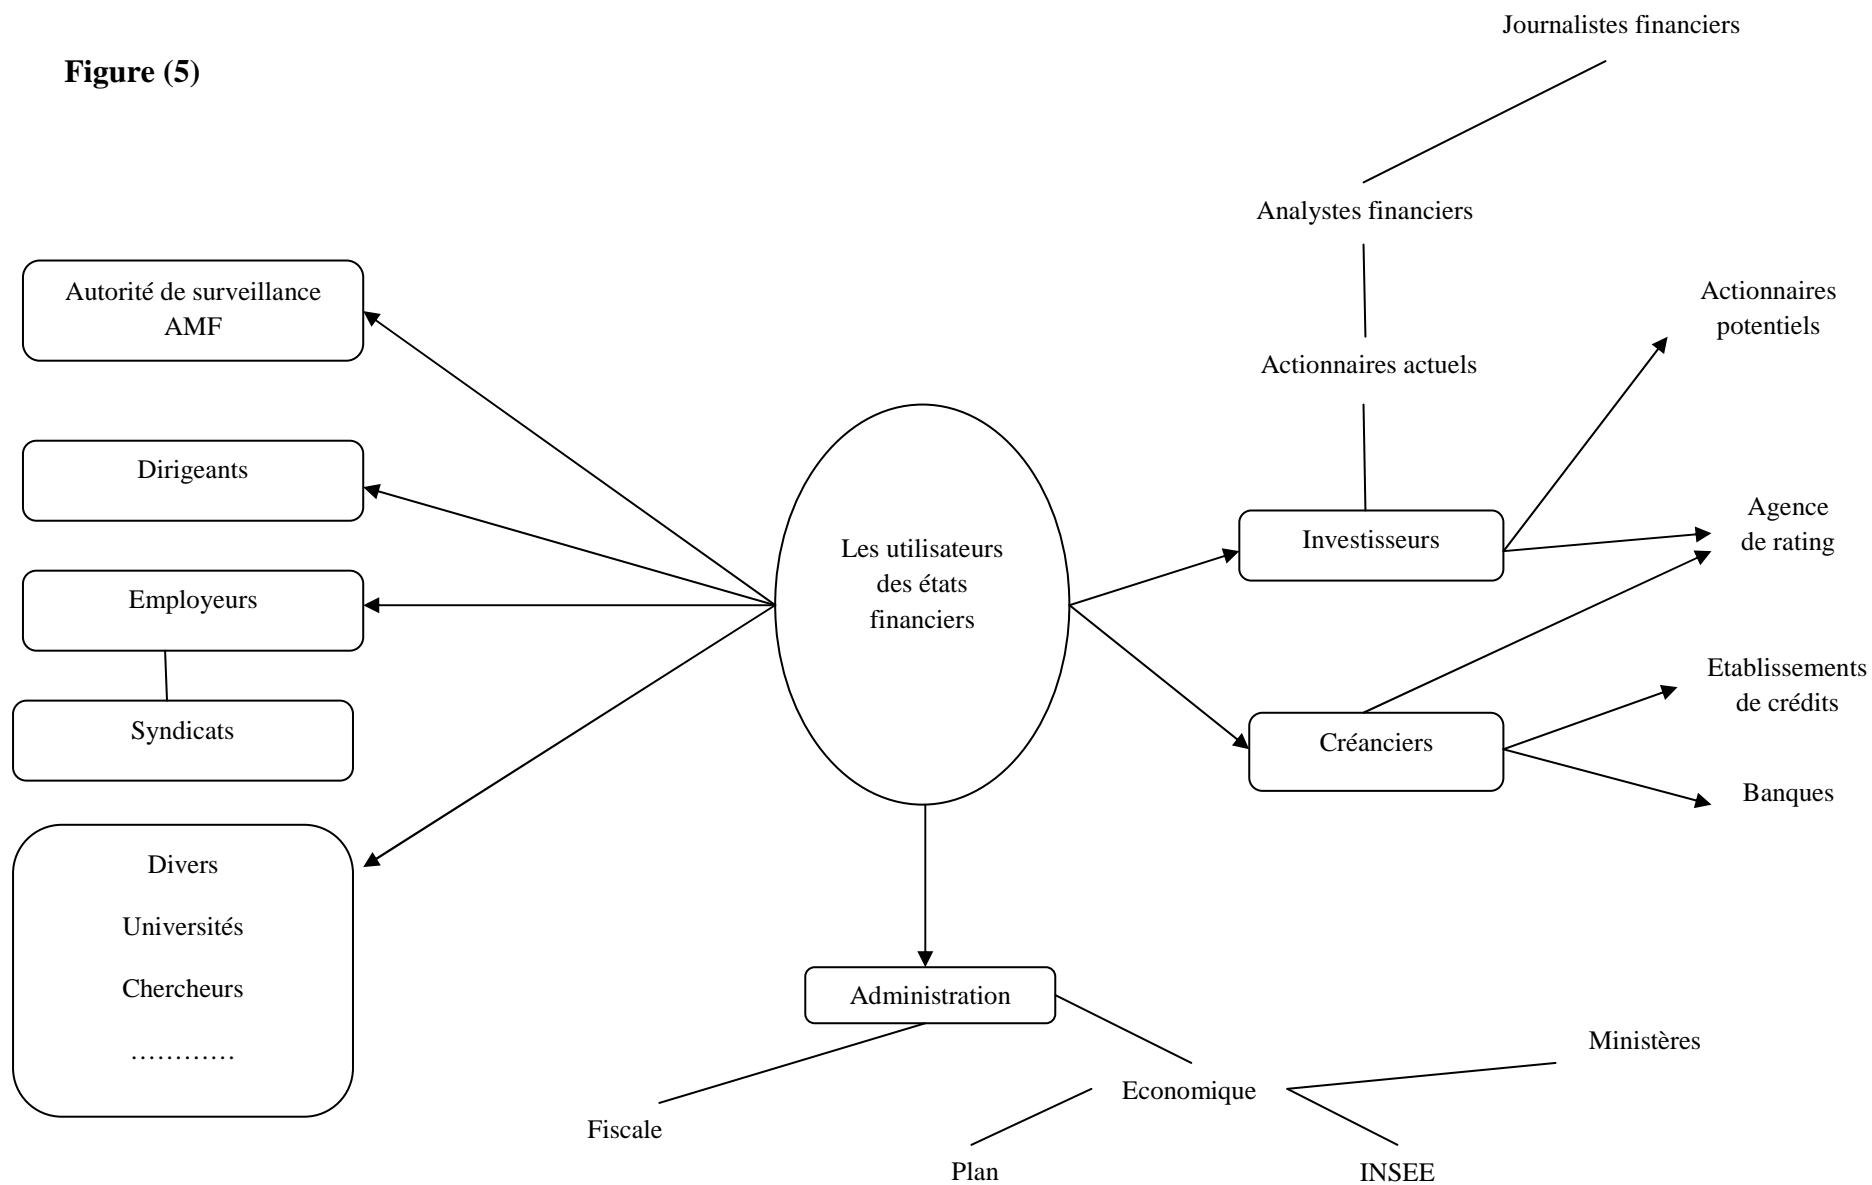 Journalistes financiers
Figure (5)
Analystes financiers
Autorité de surveillance
AMF
Actionnaires
potentiels
Actionnaires actuels
Dirigeants
Agence
de rating
Investisseurs
Les utilisateurs
des états
financiers
Employeurs
Etablissements
de crédits
Syndicats
Créanciers
Banques
Divers
Universités
Chercheurs
…………
Administration
Ministères
Economique
Fiscale
Plan
INSEE